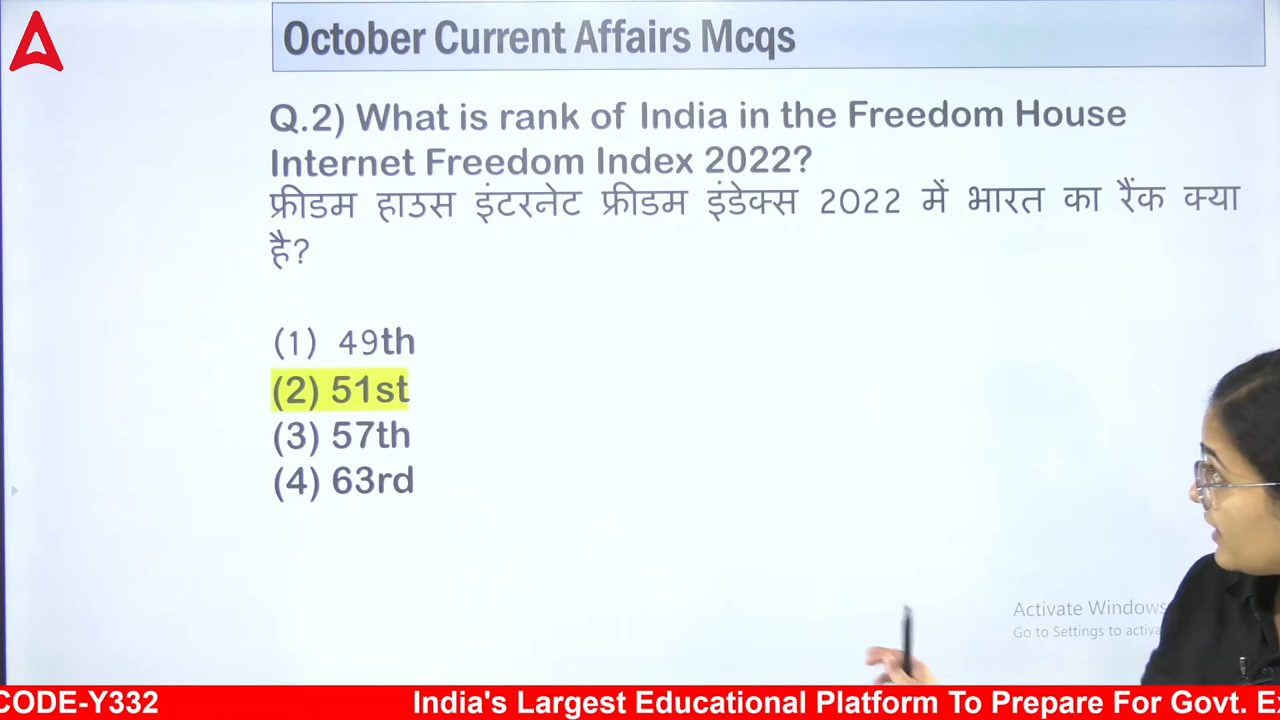 October Current Affairs Mcqs
Q.2) What is rank of India in the Freedom House
Internet Freedom Index 2022?
फ्रीडम हाउस इंटरनेट फ्रीडम इंडेक्स 2022 में भारत का रैंक क्या
है?
(1) 49th
(2) 51st
(3) 57th
(4) 63rd
Activate Windows
Go to Settings to
CODE-Y332 India's Largest Educational Platform To Prepare For Govt.